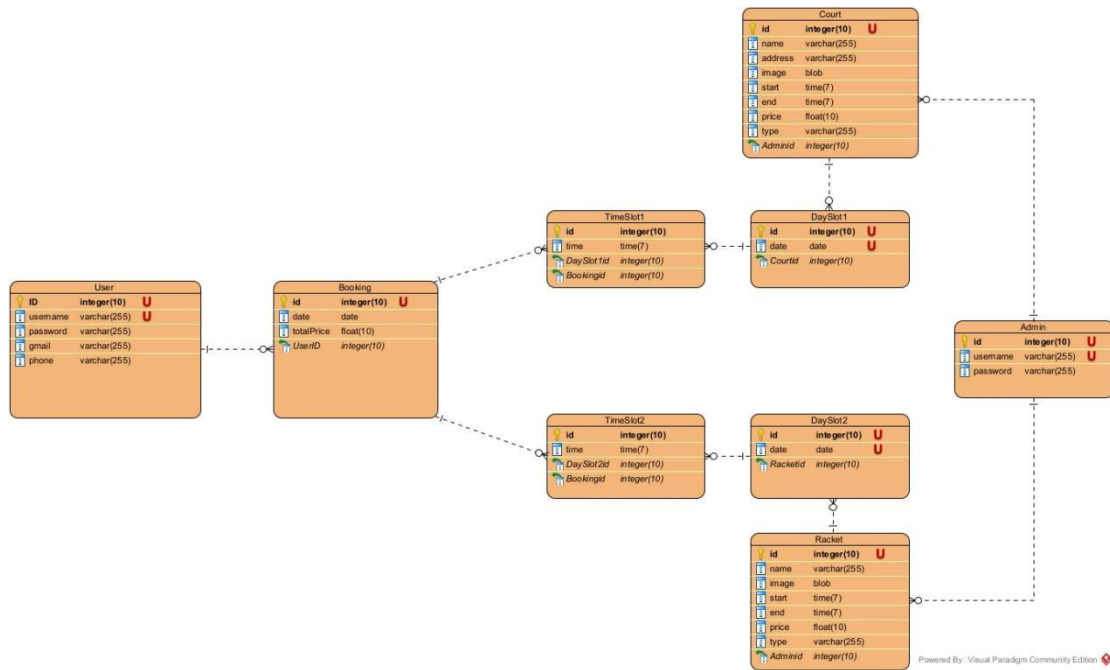 Court
id integer(10) U
name varchar(255)
address varchar(255)
image blob
start time(7)
end time(7)
price float(10)
type varchar(255)
Adminid integer(10)
TimeSlot1
id integer(10)
time time(7)
DaySlot1id integer(10)
Bookingid integer(10)
DaySlot1
id integer(10) U
date date U
Courtid integer(10)
User
ID integer(10) U
username varchar(255) U
password varchar(255)
gmail varchar(255)
phone varchar(255)
Booking
id integer(10) U
date date
totalPrice float(10)
UserID integer(10)
Admin
id integer(10) U
username varchar(255) U
password varchar(255)
TimeSlot2
id integer(10)
time time(7)
DaySlot2id integer(10)
Bookingid integer(10)
DaySlot2
id integer(10) U
date date U
Racketid integer(10)
Racket
id integer(10) U
name varchar(255)
image blob
start time(7)
end time(7)
price float(10)
type varchar(255)
Adminid integer(10)
Powered By: Visual Paradigm Community Edition